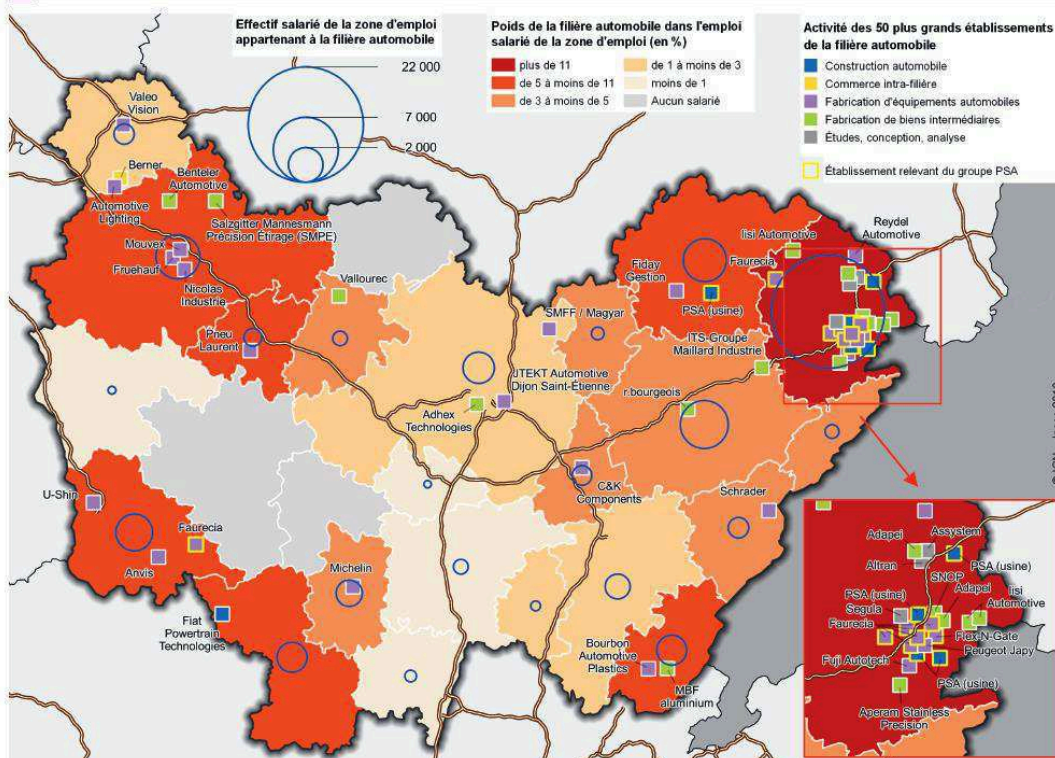 Effectif salarié de la zone d'emploi
appartenant à la filière automobile
22 000
7 000
2 000
Poids de la filière automobile dans l'emploi
salarié de la zone d'emploi (en %)
plus de 11
de 5 à moins de 11
de 3 à moins de 5
de 1 à moins de 3
moins de 1
Aucun salarié
Activité des 50 plus grands établissements
de la filière automobile
Construction automobile
Commerce intra-filière
Fabrication d'équipements automobiles
Fabrication de biens intermédiaires
Études, conception, analyse
Établissement relevant du groupe PSA
Valeo
Vision
Berner
Benteler
Automotive
Automotive
Lighting
Salzgitter Mannesmann
Précision Étirage (SMPE)
Mouvex
Fruehauf
Nicolas
Industrie
Vallourec
Pneu
Laurent
SMFF / Magyar
JTEKT Automotive
Dijon Saint-Étienne
Adhex
Technologies
Fiday
Gestion
PSA (usine)
Faurecia
lisi Automotive
Reydel
Automotive
ITS-Groupe
Maillard Industrie
r.bourgeois
C&K
Components
Schrader
U-Shin
Faurecia
Anvis
Michelin
Fiat
Powertrain
Technologies
Bourbon
Automotive
Plastics
MBF
aluminium
Adapei
Assystem
Altran
PSA (usine)
SNOP
Adapei
PSA (usine)
lisi
Automotive
Segula
Faurecia
Flex-N-Gate
Peugeot Japy
Fuji Autotech
PSA (usine)
Aperam Stainless
Precision